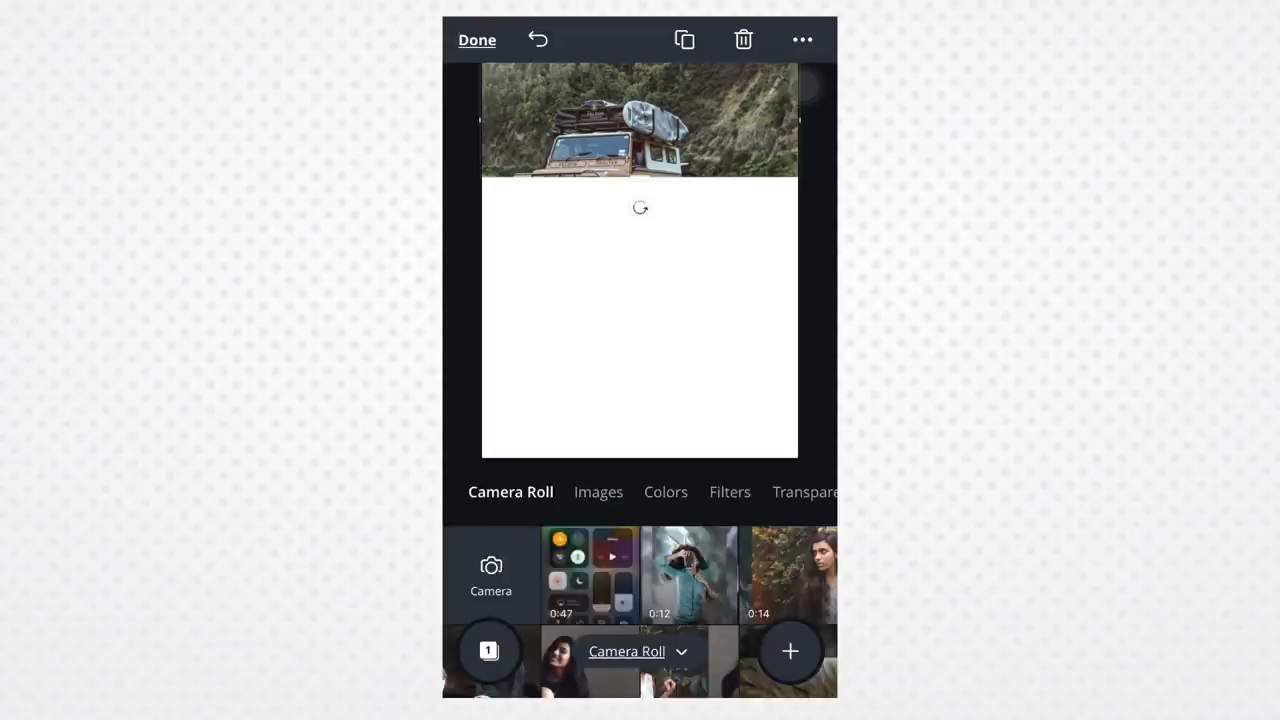 Done
Camera Roll Images Colors Filters Transpare
Camera
0:47
0:12
0:14
1
Camera Roll